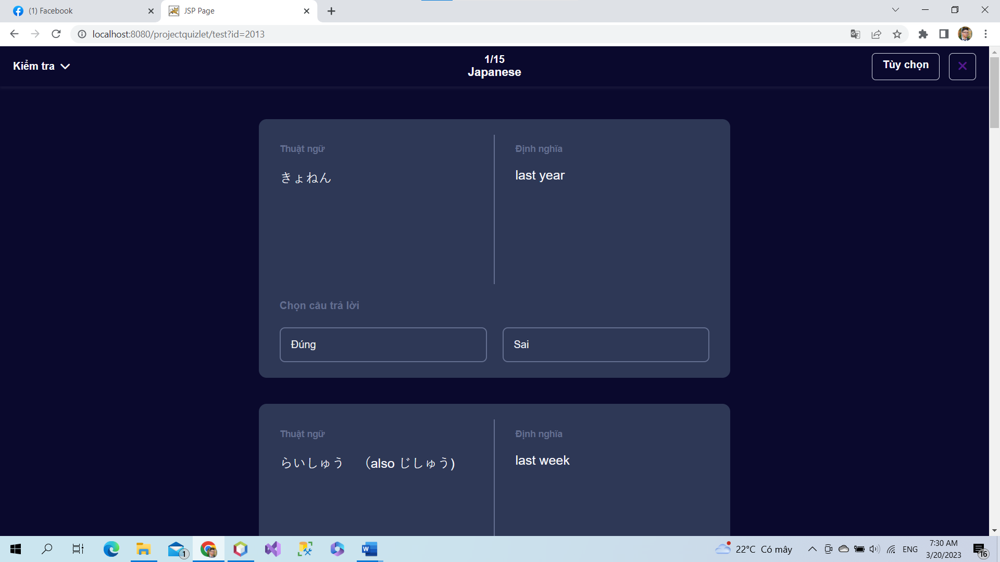 (1) Facebook
JSP Page
localhost:8080/projectquizlet/test?id=2013
Kiểm tra
1/15
Japanese
Tùy chọn
Thuật ngữ
Định nghĩa
きょねん
last year
Chọn câu trả lời
Đúng
Sai
Thuật ngữ
Định nghĩa
らいしゅう （also じしゅう)
last week
1
22°C Có mây
ENG
7:30 AM
3/20/2023
16